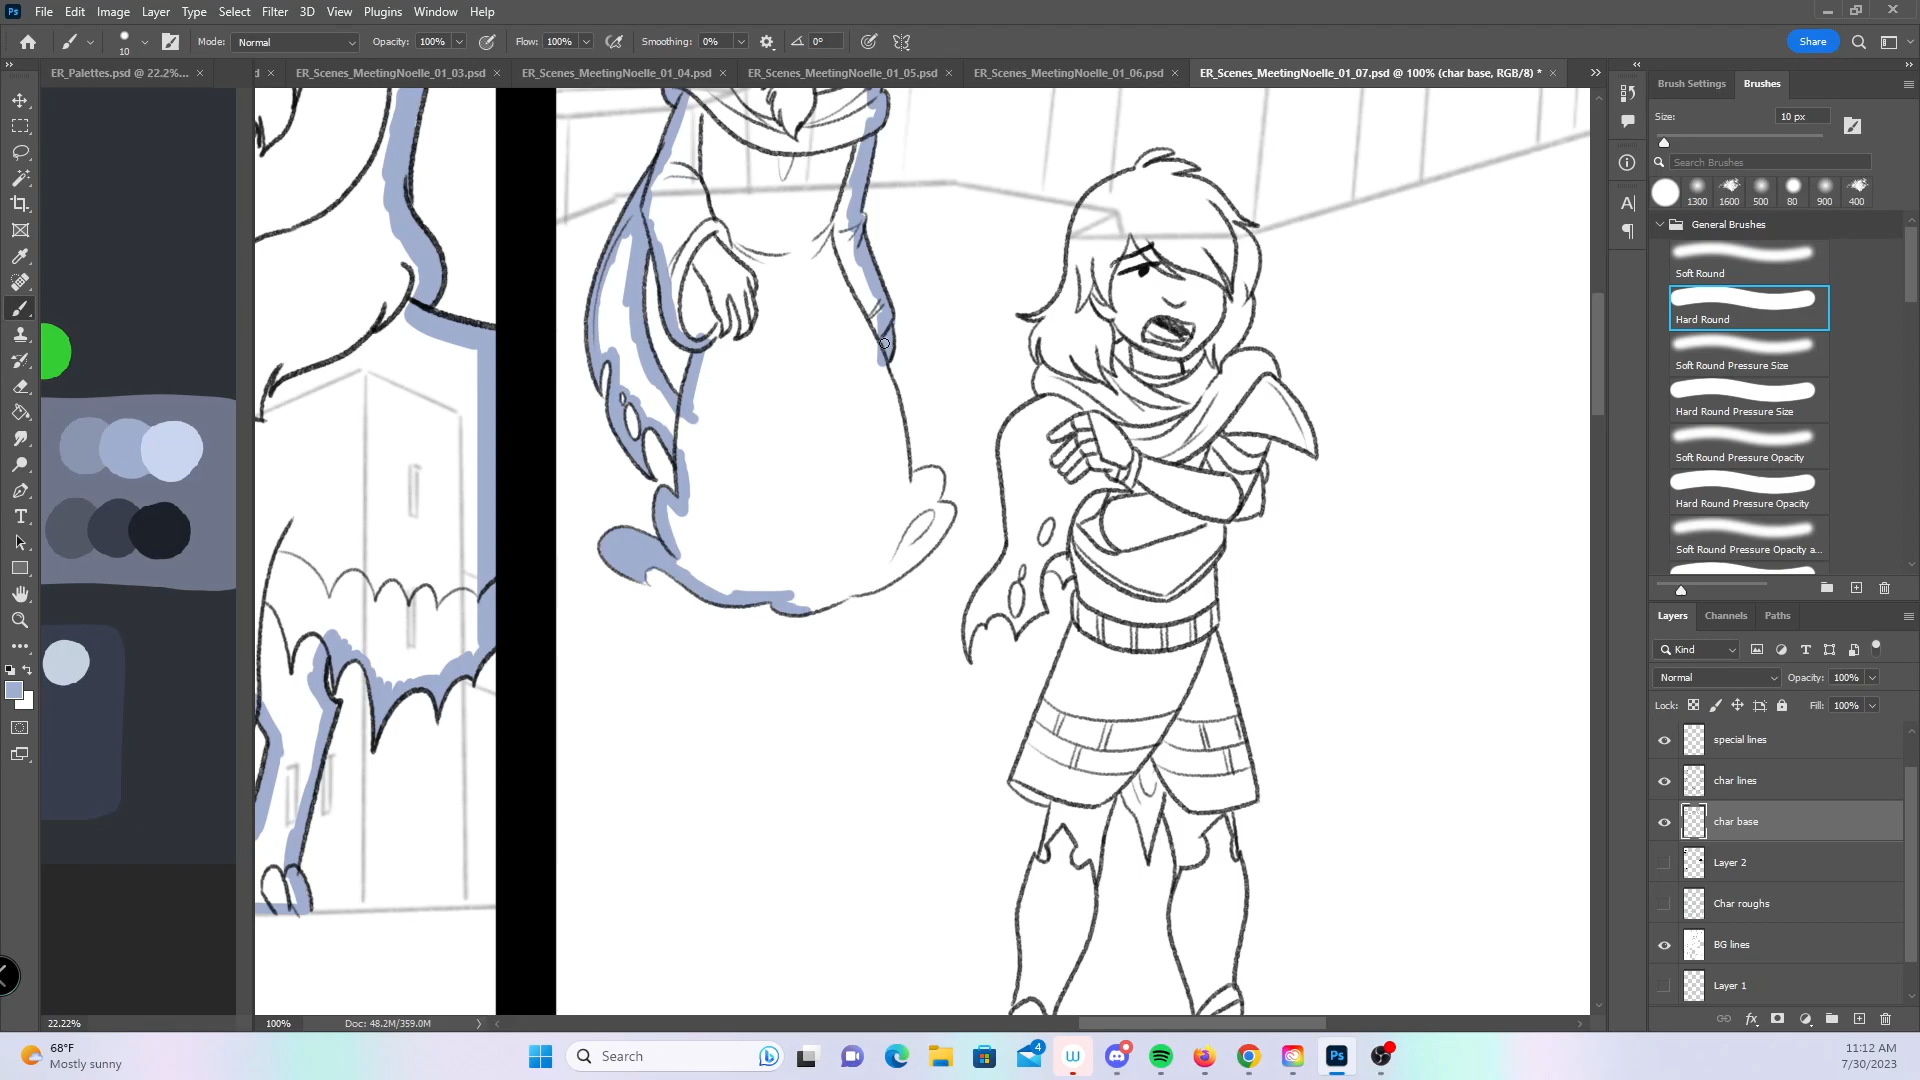 Ps File Edit Image Layer Type Select Filter 3D View Plugins Window Help
10 Mode: Normal Opacity: 100% Flow: 100% Smoothing: 0% 0° Share
ER_Palettes.psd @ 22.2%... × d × ER_Scenes_MeetingNoelle_01_03.psd × ER_Scenes_MeetingNoelle_01_04.psd × ER_Scenes_MeetingNoelle_01_05.psd × ER_Scenes_MeetingNoelle_01_06.psd × ER_Scenes_MeetingNoelle_01_07.psd @ 100% (char base, RGB/8) * ×
Brush Settings Brushes
Size: 10 px
Search Brushes
1300 1600 500 80 900 400
General Brushes
Soft Round
Hard Round
Soft Round Pressure Size
Hard Round Pressure Size
Soft Round Pressure Opacity
Hard Round Pressure Opacity
Soft Round Pressure Opacity a...
Layers Channels Paths
Kind
Normal Opacity: 100%
Lock: Fill: 100%
special lines
char lines
char base
Layer 2
Char roughs
BG lines
Layer 1
22.22% 100% Doc: 48.2M/359.0M
68°F
Mostly sunny
Search
4
Ps
11:12 AM
7/30/2023